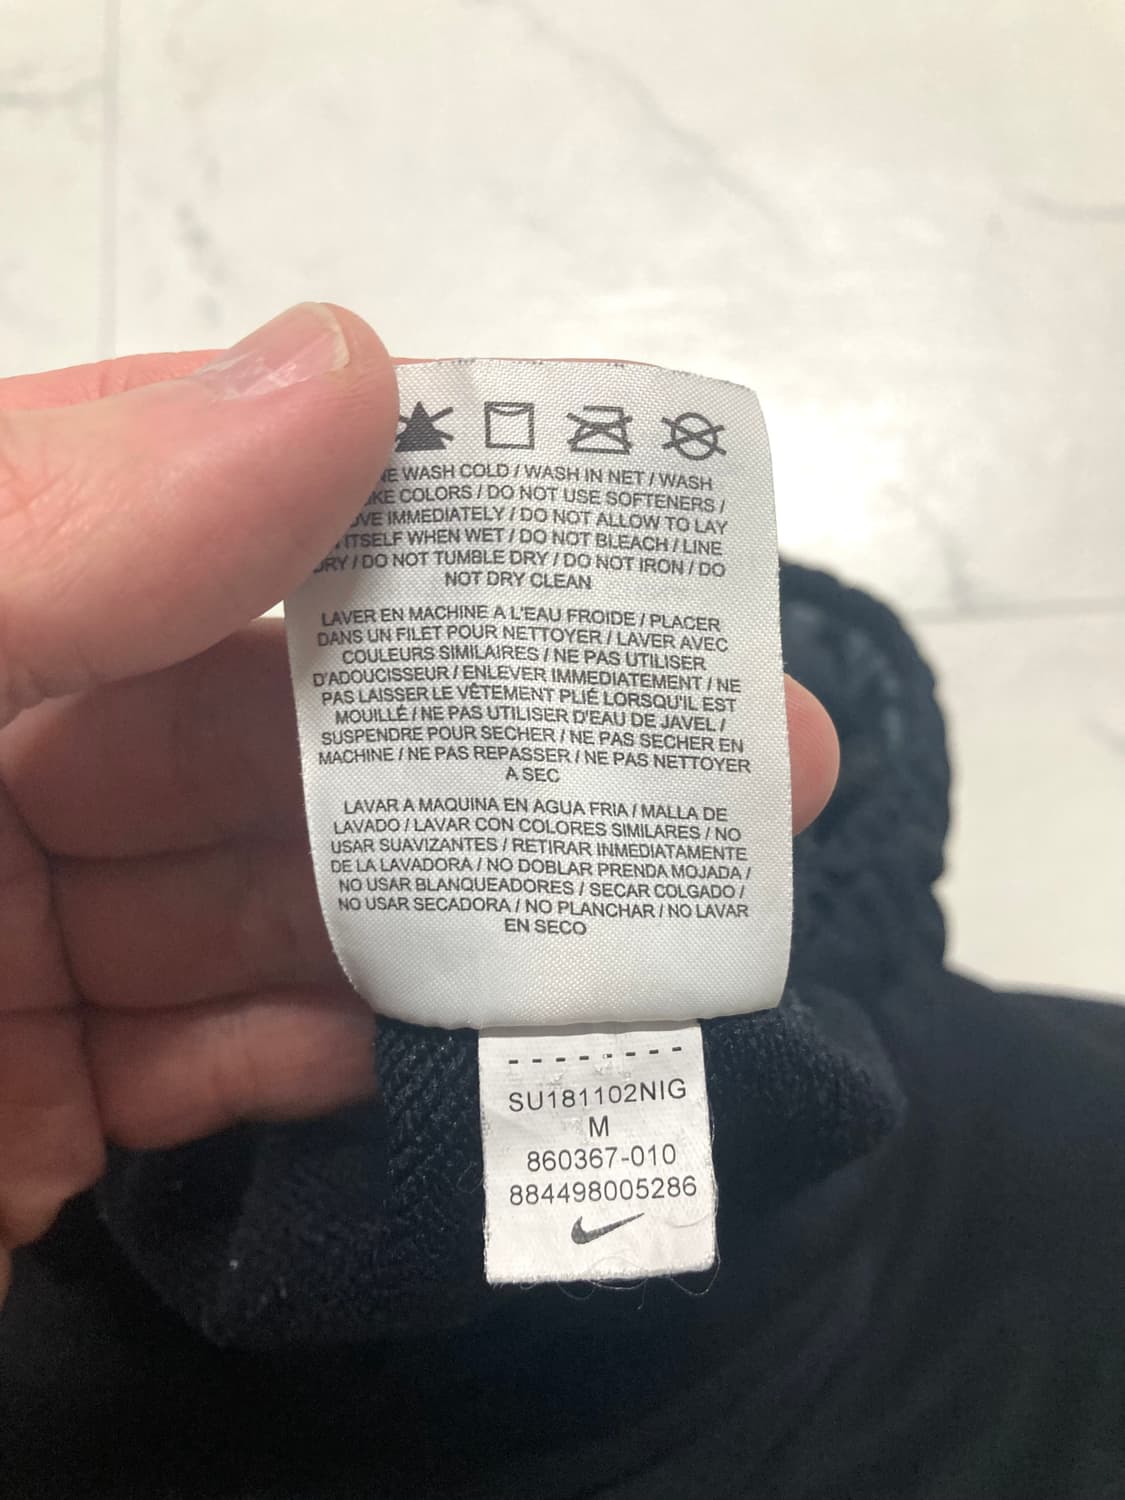 WASH COLD / WASH IN NET / WASH
COLORS / DO NOT USE SOFTENERS /
IMMEDIATELY / DO NOT ALLOW TO LAY
ITSELF WHEN WET / DO NOT BLEACH / LINE
DRY / DO NOT TUMBLE DRY / DO NOT IRON / DO
NOT DRY CLEAN
LAVER EN MACHINE A L'EAU FROIDE / PLACER
DANS UN FILET POUR NETTOYER / LAVER AVEC
COULEURS SIMILAIRES / NE PAS UTILISER
D'ADOUCISSEUR / ENLEVER IMMEDIATEMENT / NE
PAS LAISSER LE VÊTEMENT PLIÉ LORSQU'IL EST
MOUILLÉ / NE PAS UTILISER D'EAU DE JAVEL /
SUSPENDRE POUR SECHER / NE PAS SECHER EN
MACHINE / NE PAS REPASSER / NE PAS NETTOYER
A SEC
LAVAR A MAQUINA EN AGUA FRIA / MALLA DE
LAVADO / LAVAR CON COLORES SIMILARES / NO
USAR SUAVIZANTES / RETIRAR INMEDIATAMENTE
DE LA LAVADORA / NO DOBLAR PRENDA MOJADA /
NO USAR BLANQUEADORES / SECAR COLGADO /
NO USAR SECADORA / NO PLANCHAR / NO LAVAR
EN SECO
SU181102NIG
M
860367-010
884498005286